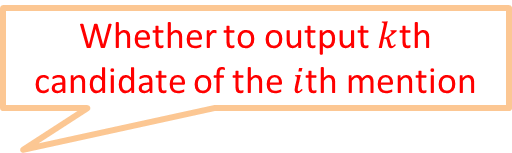 Whether to output kth
candidate of the ith mention